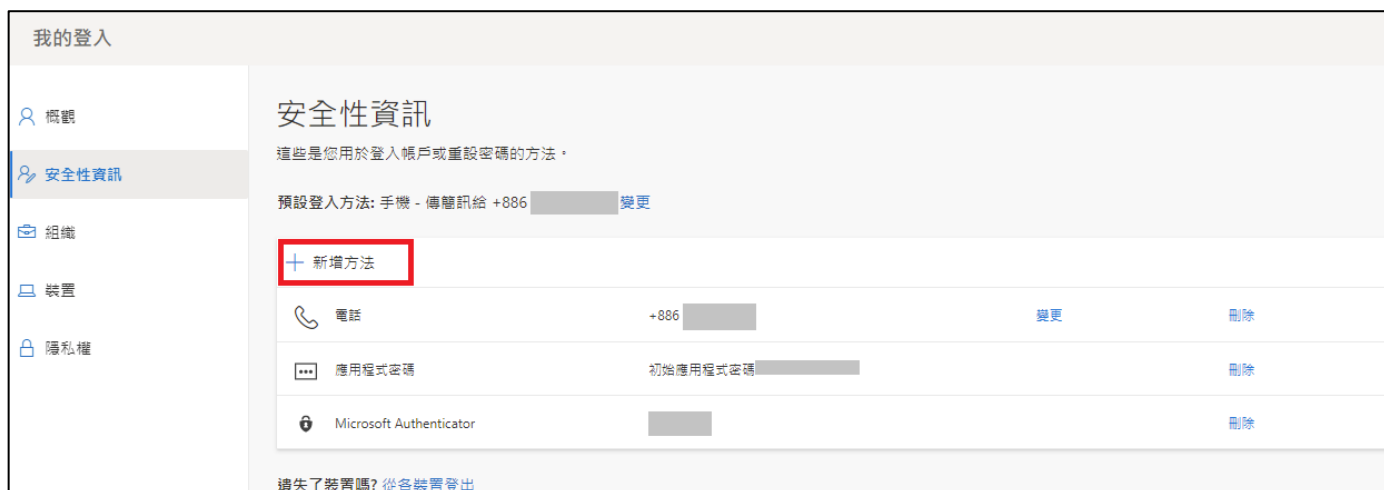 我的登入
概觀
安全性資訊
組織
裝置
隱私權
安全性資訊
這些是您用於登入帳戶或重設密碼的方法。
預設登入方法: 手機 - 傳簡訊給 +886 變更
新增方法
電話 +886 變更 刪除
應用程式密碼 初始應用程式密碼 刪除
Microsoft Authenticator 刪除
遺失了裝置嗎? 從各裝置登出